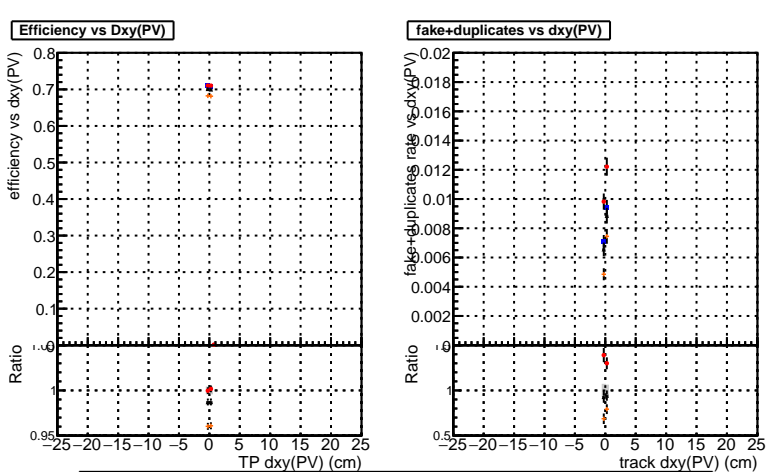 Efficiency vs Dxy(PV)
efficiency vs dxy(PV)
0.8
0.7
0.6
0.5
0.4
0.3
0.2
0.1
0
Ratio
1
0.95
−25 −20 −15 −10 −5 0 5 10 15 20 25
TP dxy(PV) (cm)
fake+duplicates vs dxy(PV)
fake+duplicates rate vs dxy(PV)
0.02
0.018
0.016
0.014
0.012
0.01
0.008
0.006
0.004
0.002
0
Ratio
1
0.5
−25 −20 −15 −10 −5 0 5 10 15 20 25
track dxy(PV) (cm)